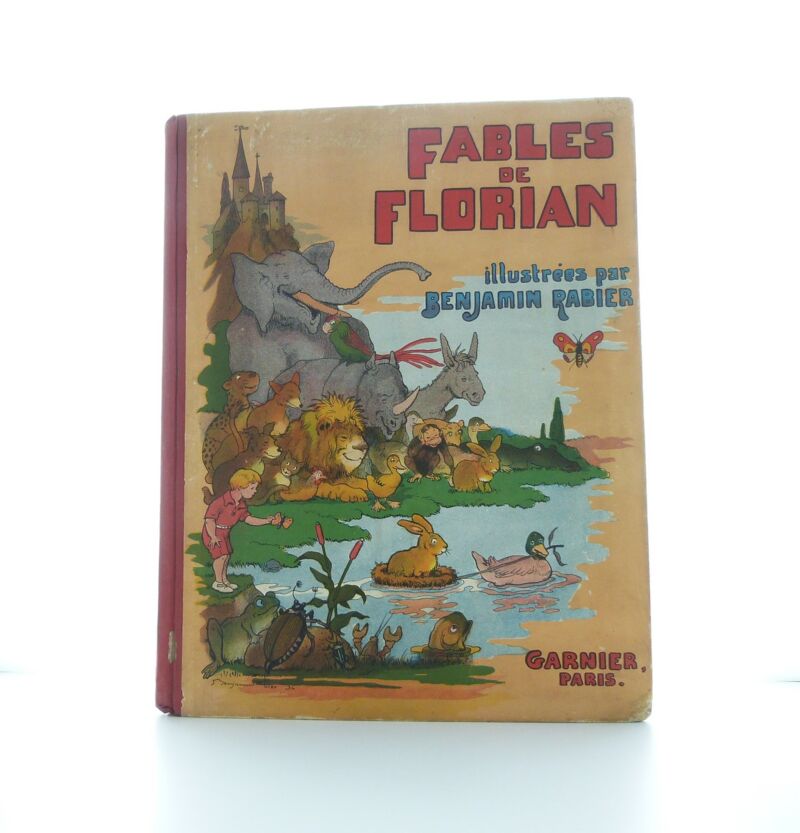 FABLES
DE
FLORIAN
illustrées par
BENJAMIN RABIER
GARNIER.
PARIS.